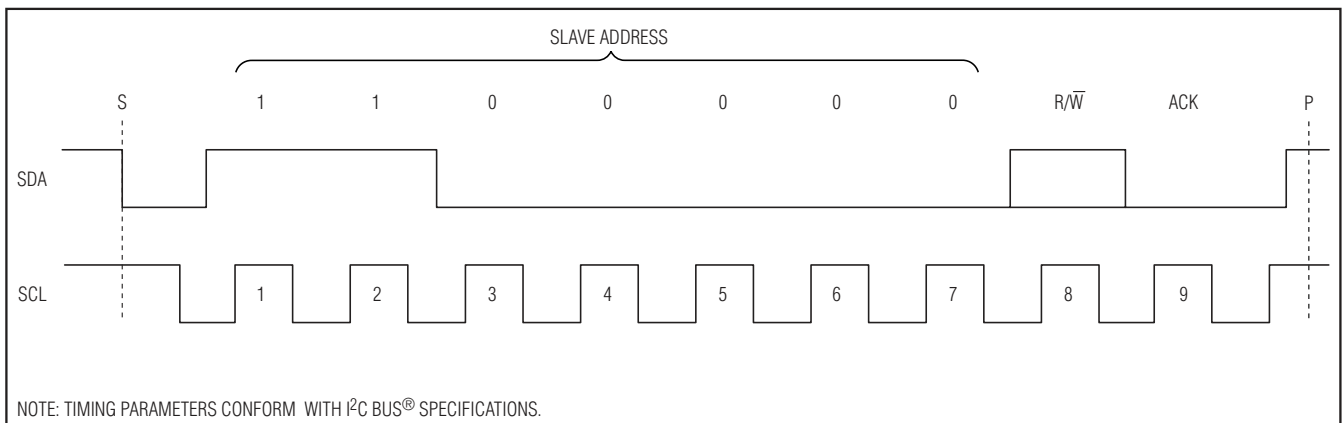 SLAVE ADDRESS
S 1 1 0 0 0 0 0 R/W̅ ACK P
SDA
SCL 1 2 3 4 5 6 7 8 9
NOTE: TIMING PARAMETERS CONFORM WITH I²C BUS® SPECIFICATIONS.